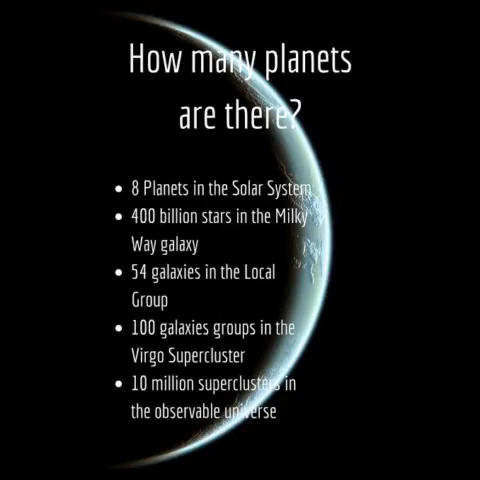 How many planets
are there?
• 8 Planets in the Solar System
• 400 billion stars in the Milky
Way galaxy
• 54 galaxies in the Local
Group
• 100 galaxies groups in the
Virgo Supercluster
• 10 million superclusters in
the observable universe